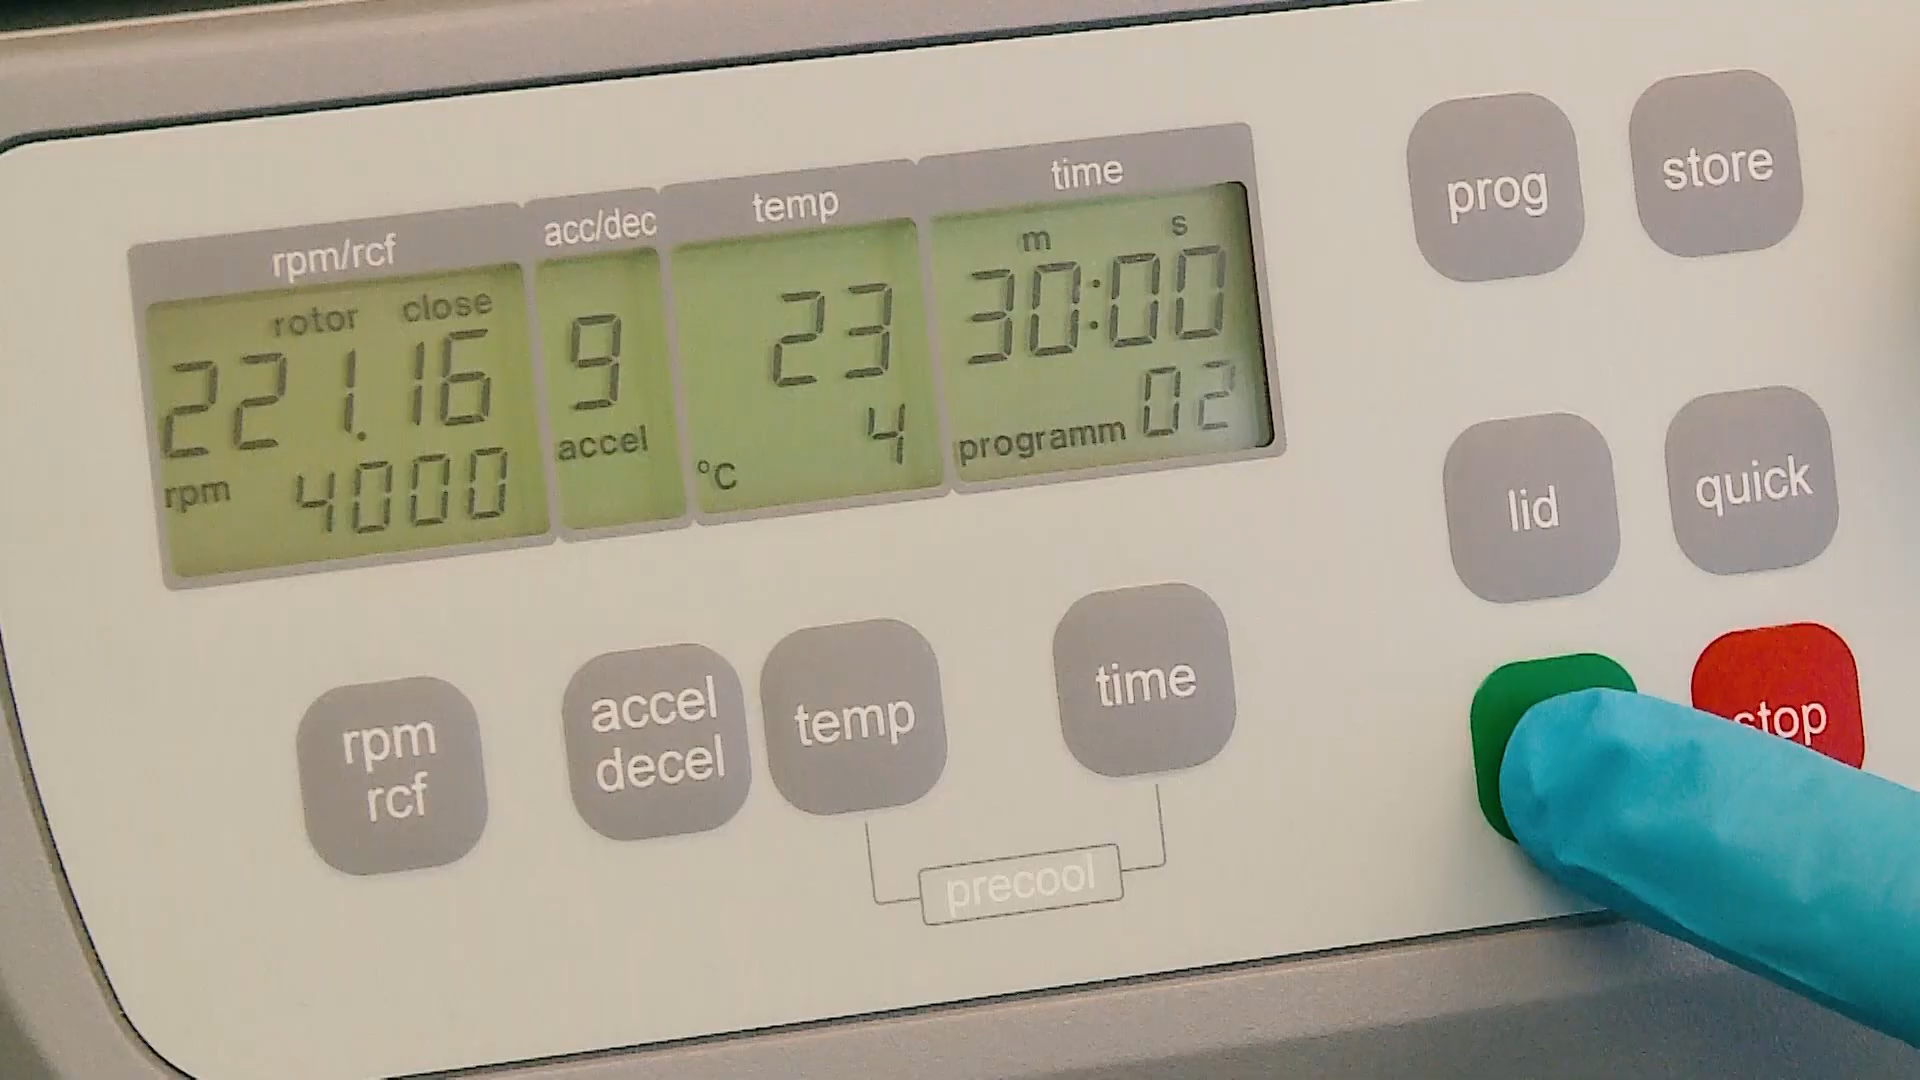 rpm/rcf acc/dec temp time
rotor close m s
221.16 9 23 30:00
rpm 4000 accel °C 4 programm 02
prog store
lid quick
rpm
rcf
accel
decel
temp
time
stop
precool